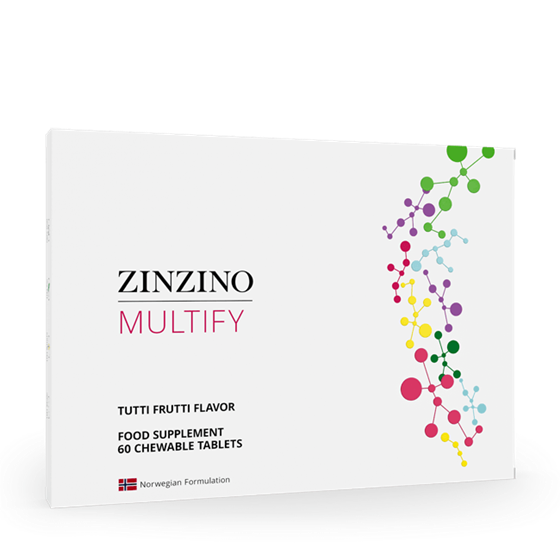 ZINZINO
MULTIFY
TUTTI FRUTTI FLAVOR
FOOD SUPPLEMENT
60 CHEWABLE TABLETS
Norwegian Formulation